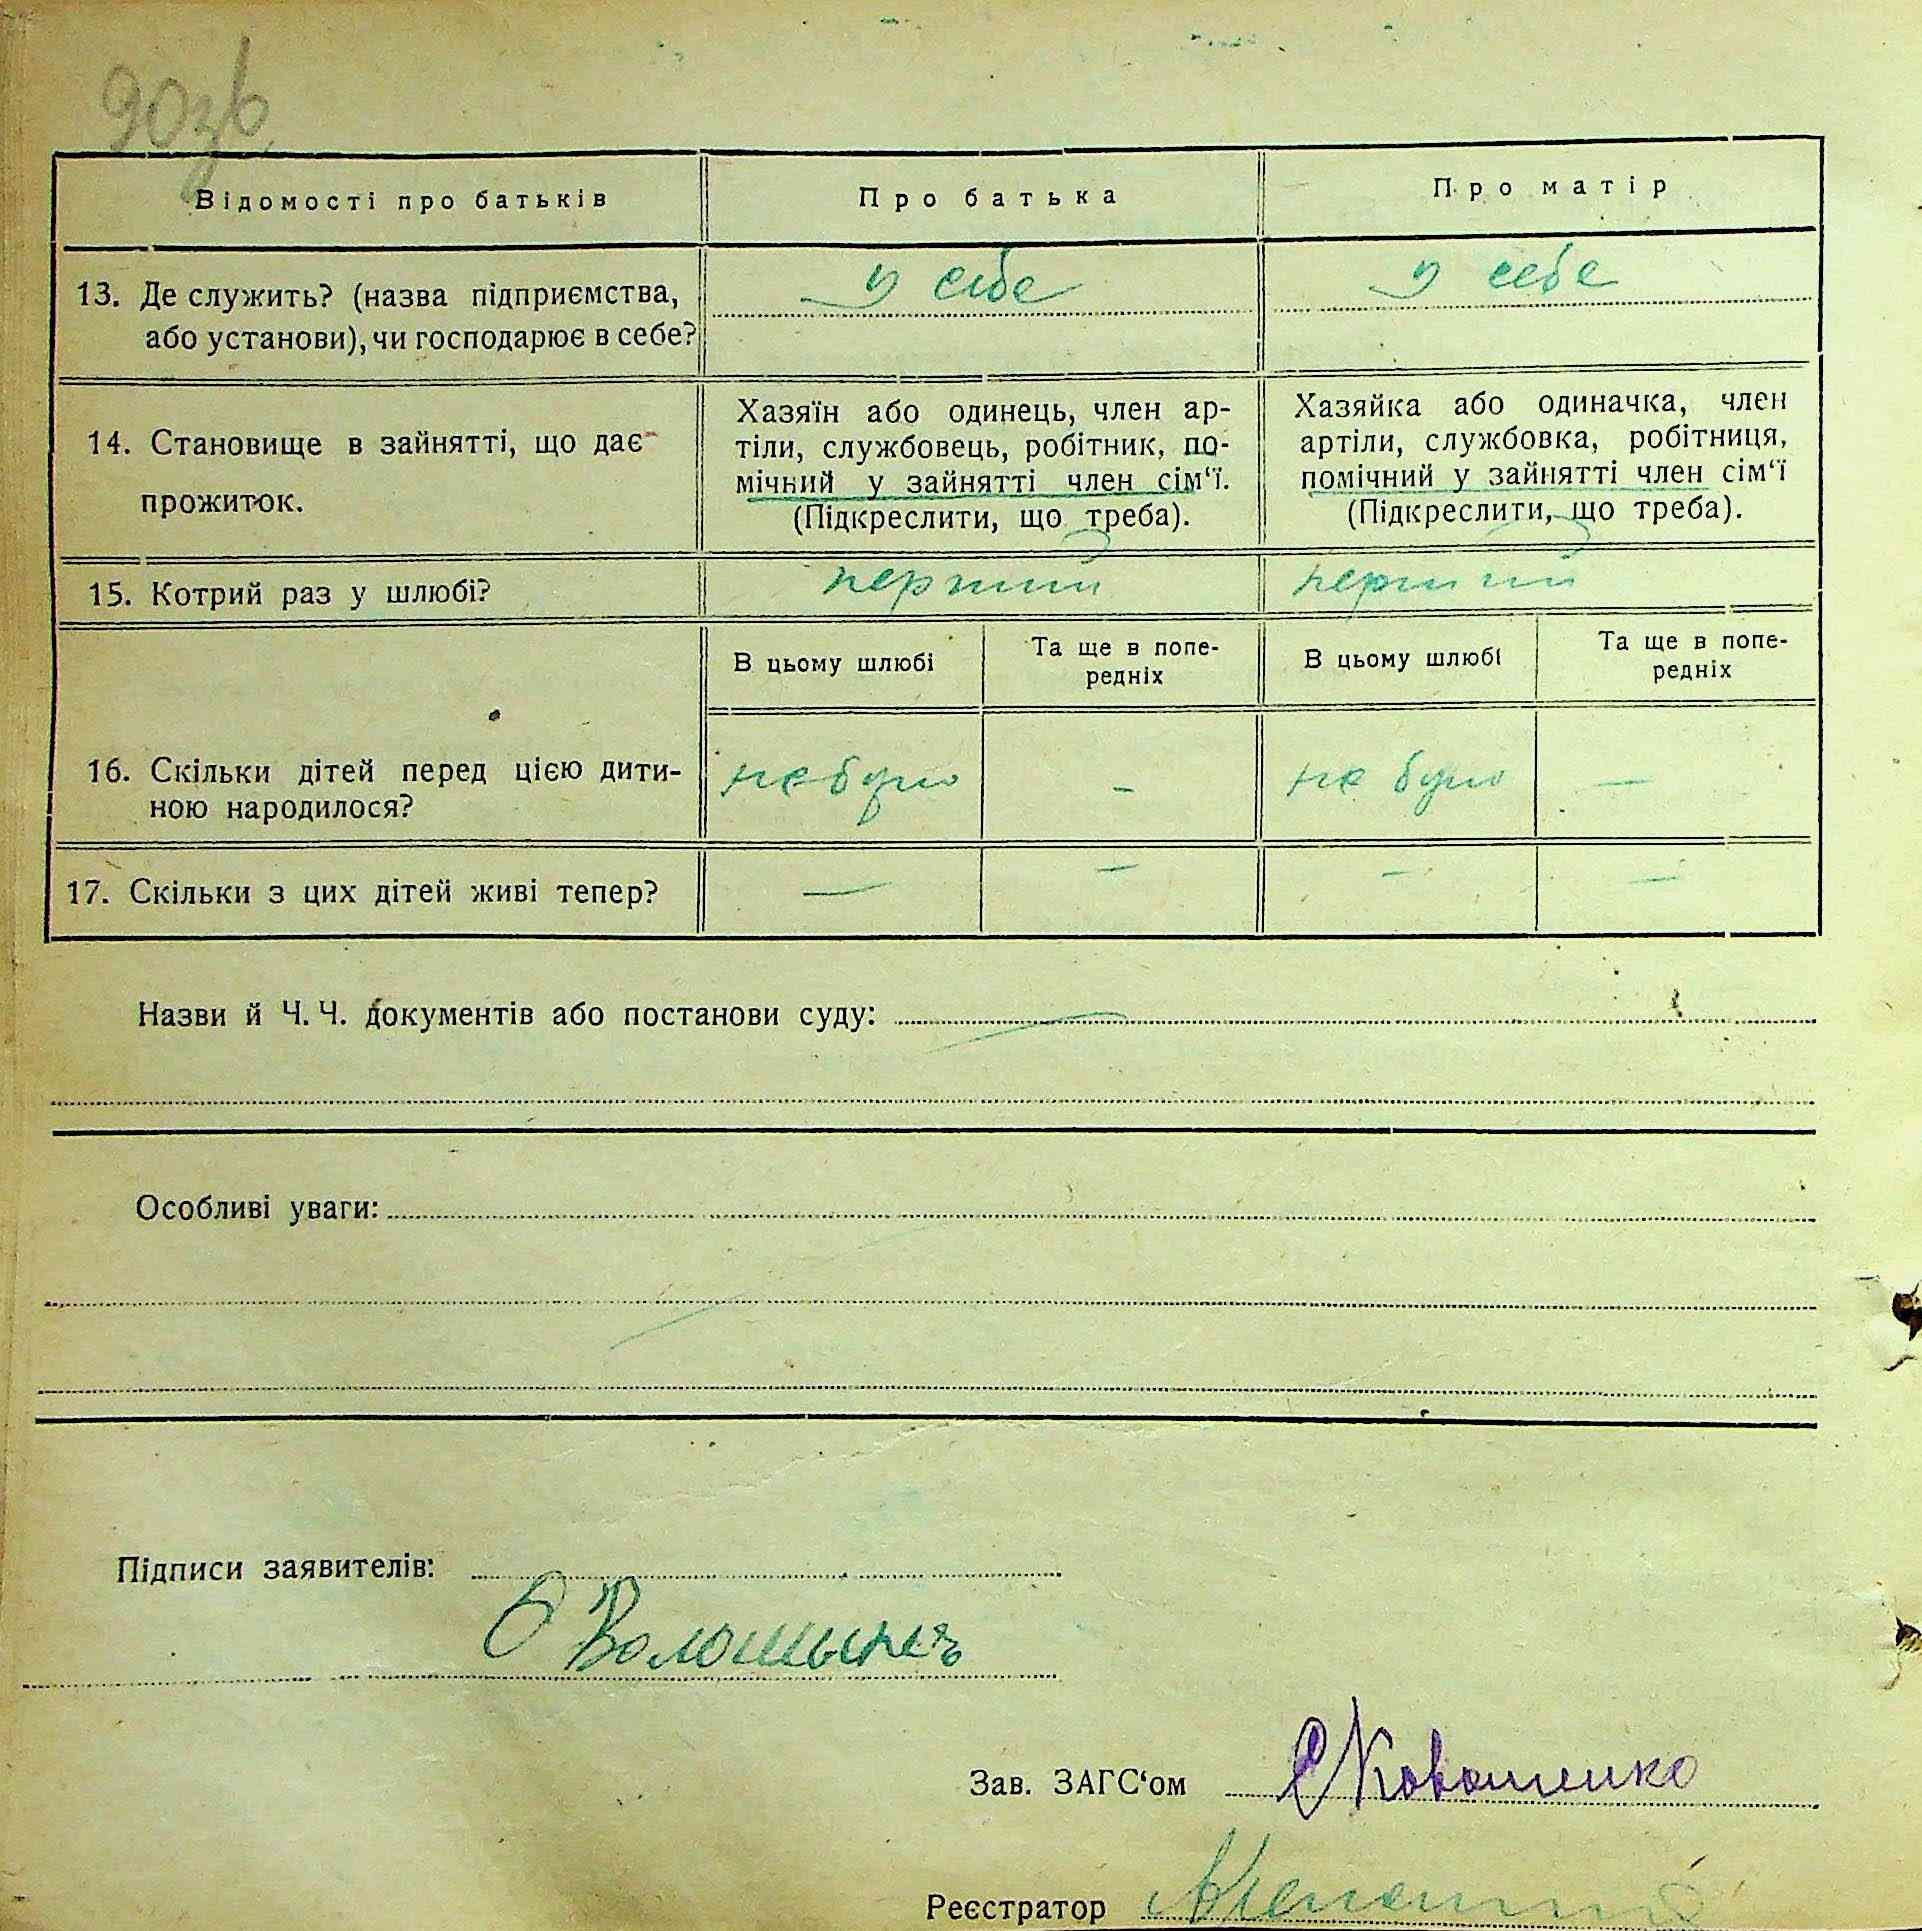 90зв
Відомості про батьків
Про батька
Про матір
13. Де служить? (назва підприємства,
або установи), чи господарює в себе?
у себе
у себе
14. Становище в зайнятті, що дає
прожиток.
Хазяїн або одинець, член ар-
тіли, службовець, робітник, по-
мічний у зайнятті член сім‘ї.
(Підкреслити, що треба).
Хазяйка або одиначка, член
артіли, службовка, робітниця,
помічний у зайнятті член сім‘ї
(Підкреслити, що треба).
15. Котрий раз у шлюбі?
перший
перший
В цьому шлюбі
Та ще в попе-
редніх
В цьому шлюбі
Та ще в попе-
редніх
16. Скільки дітей перед цією дити-
ною народилося?
не було
-
не було
—
17. Скільки з цих дітей живі тепер?
—
-
-
—
Назви й Ч. Ч. документів або постанови суду:
Особливі уваги:
Підписи заявителів:
О Волошынец
Зав. ЗАГС‘ом
Реєстратор